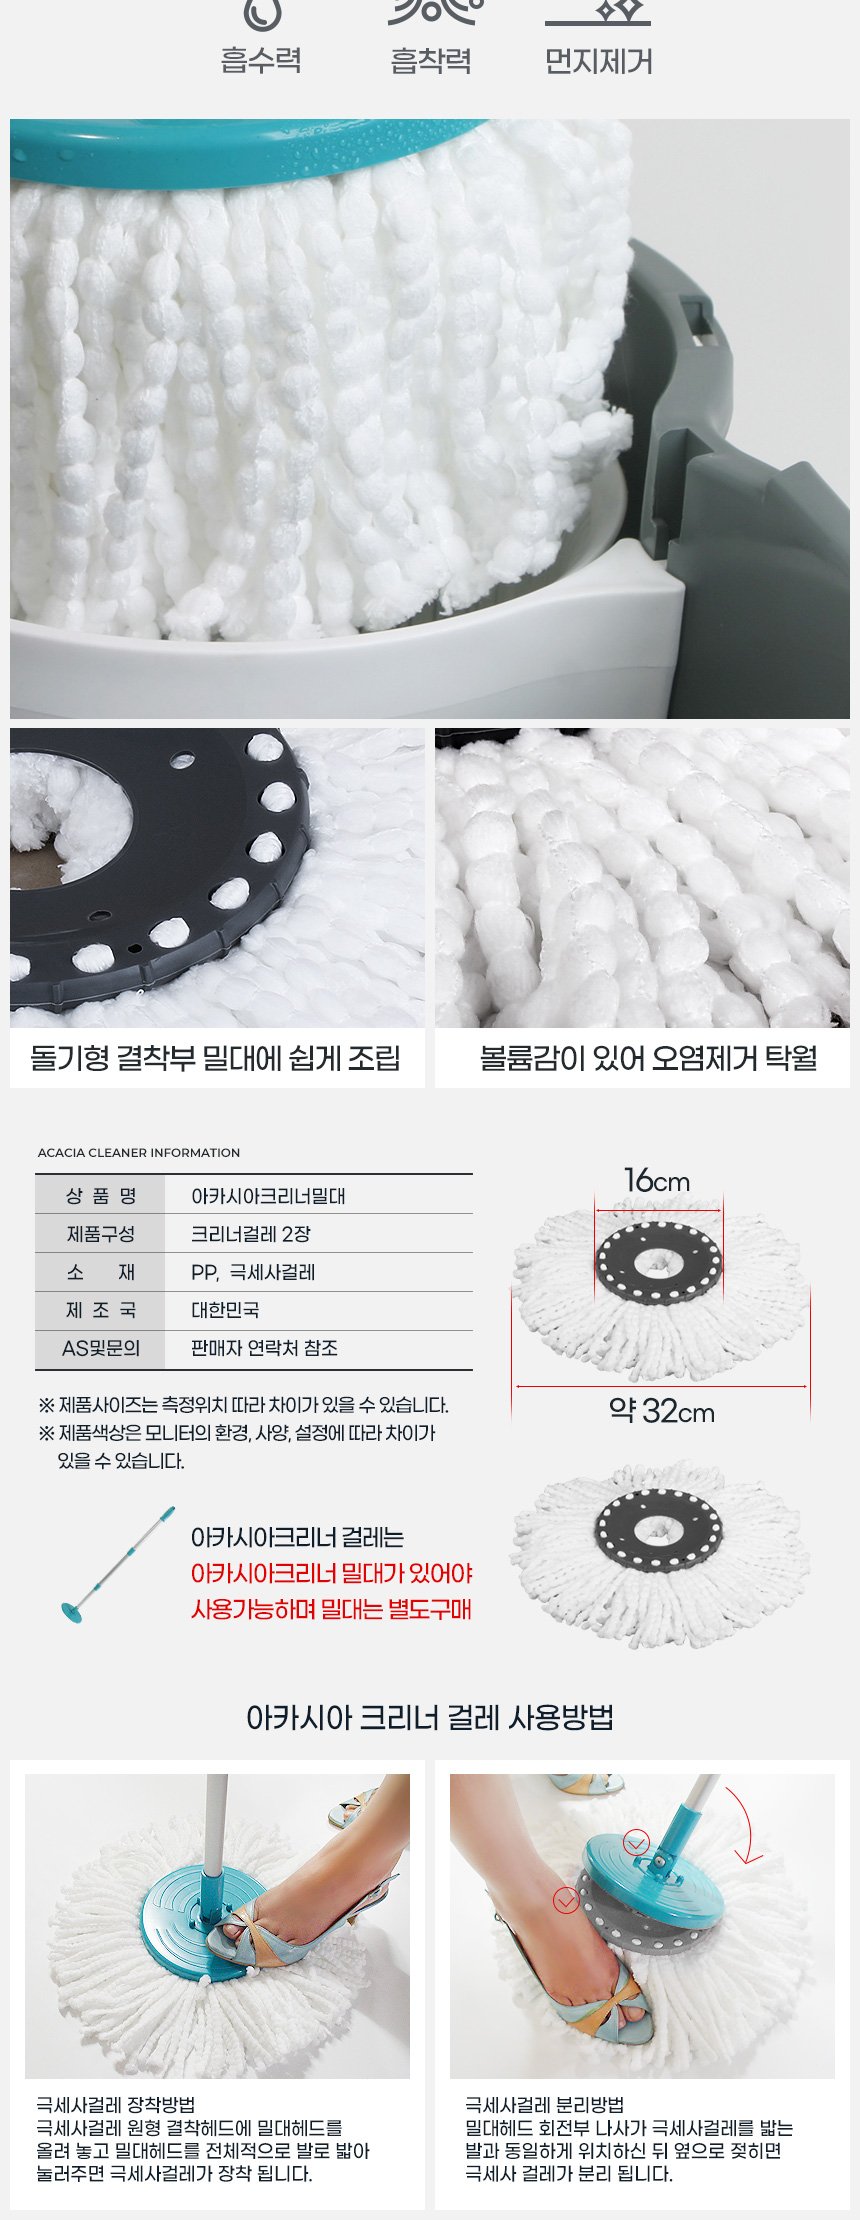 흡수력 흡착력 먼지제거
돌기형 결착부 밀대에 쉽게 조립
볼륨감이 있어 오염제거 탁월
ACACIA CLEANER INFORMATION
상 품 명 아카시아크리너밀대
제품구성 크리너걸레 2장
소 재 PP, 극세사걸레
제 조 국 대한민국
AS및문의 판매자 연락처 참조
※ 제품사이즈는 측정위치 따라 차이가 있을 수 있습니다.
※ 제품색상은 모니터의 환경, 사양, 설정에 따라 차이가
있을 수 있습니다.
16cm
약 32cm
아카시아크리너 걸레는
아카시아크리너 밀대가 있어야
사용가능하며 밀대는 별도구매
아카시아 크리너 걸레 사용방법
극세사걸레 장착방법
극세사걸레 원형 결착헤드에 밀대헤드를
올려 놓고 밀대헤드를 전체적으로 발로 밟아
눌러주면 극세사걸레가 장착 됩니다.
극세사걸레 분리방법
밀대헤드 회전부 나사가 극세사걸레를 밟는
발과 동일하게 위치하신 뒤 옆으로 젖히면
극세사 걸레가 분리 됩니다.